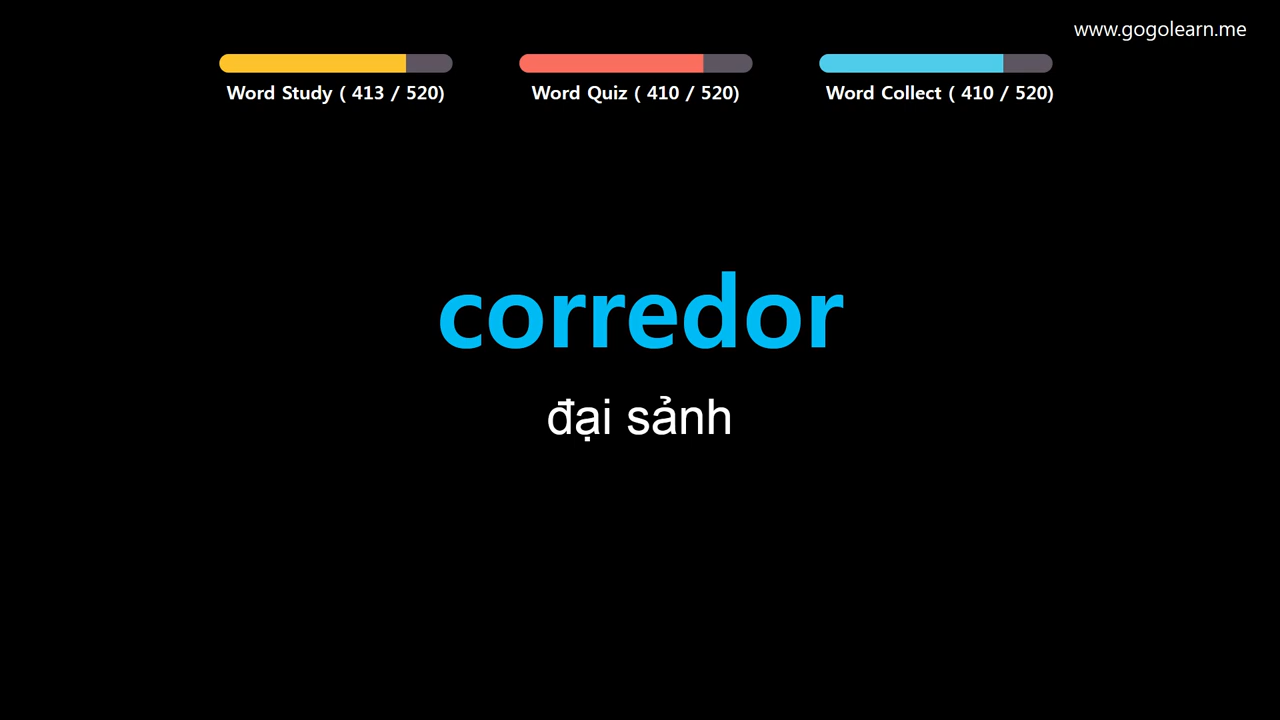 www.gogolearn.me
Word Study ( 413 / 520)
Word Quiz ( 410 / 520)
Word Collect ( 410 / 520)
corredor
đại sảnh